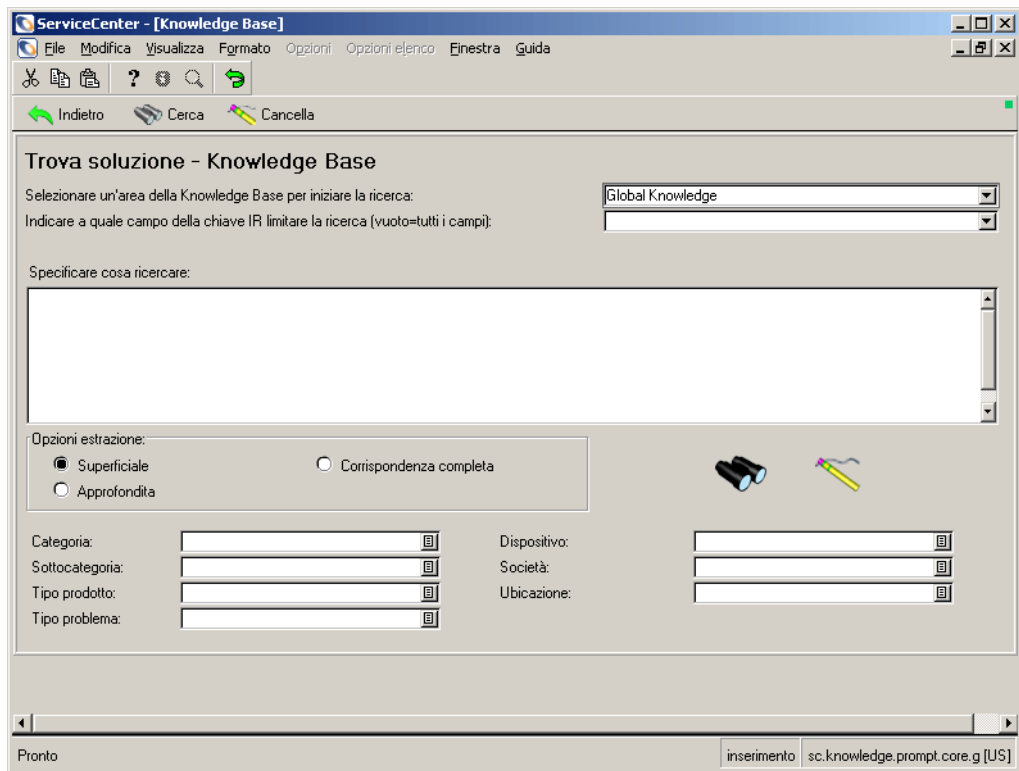 ServiceCenter - [Knowledge Base]
File Modifica Visualizza Formato Opzioni Opzioni elenco Finestra Guida
Indietro Cerca Cancella
Trova soluzione - Knowledge Base
Selezionare un'area della Knowledge Base per iniziare la ricerca: Global Knowledge
Indicare a quale campo della chiave IR limitare la ricerca (vuoto=tutti i campi):
Specificare cosa ricercare:
Opzioni estrazione:
Superficiale Corrispondenza completa
Approfondita
Categoria: Dispositivo:
Sottocategoria: Società:
Tipo prodotto: Ubicazione:
Tipo problema:
Pronto inserimento sc.knowledge.prompt.core.g [US]